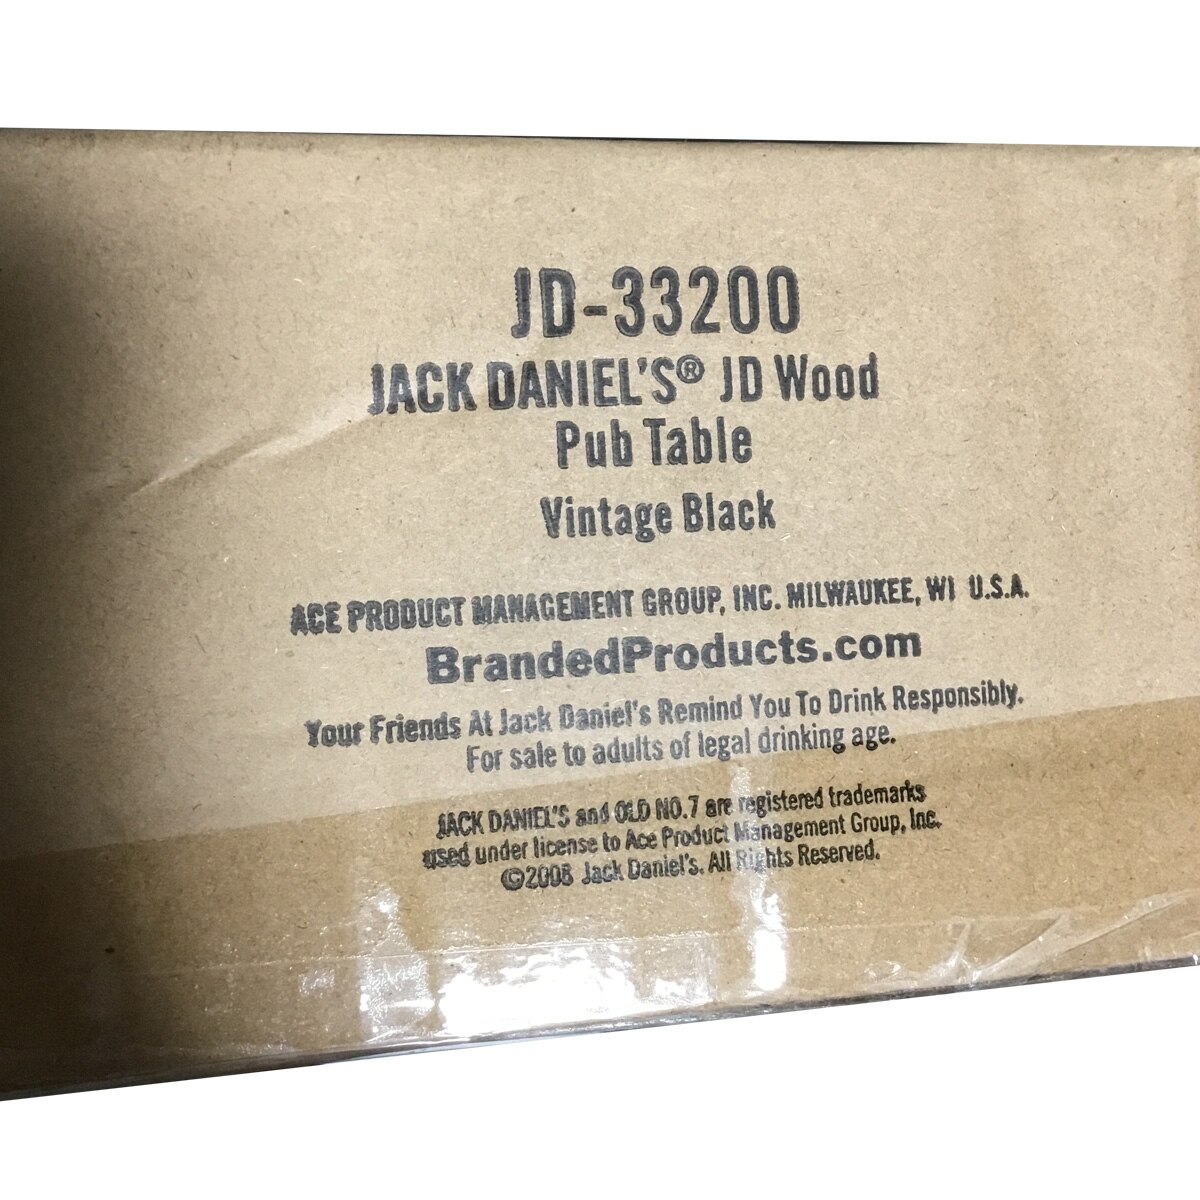 JD-33200
JACK DANIEL'S® JD Wood
Pub Table
Vintage Black
ACE PRODUCT MANAGEMENT GROUP, INC. MILWAUKEE, WI U.S.A.
BrandedProducts.com
Your Friends At Jack Daniel's Remind You To Drink Responsibly.
For sale to adults of legal drinking age.
JACK DANIEL'S and OLD NO.7 are registered trademarks
used under license to Ace Product Management Group, Inc.
©2008 Jack Daniel's. All Rights Reserved.